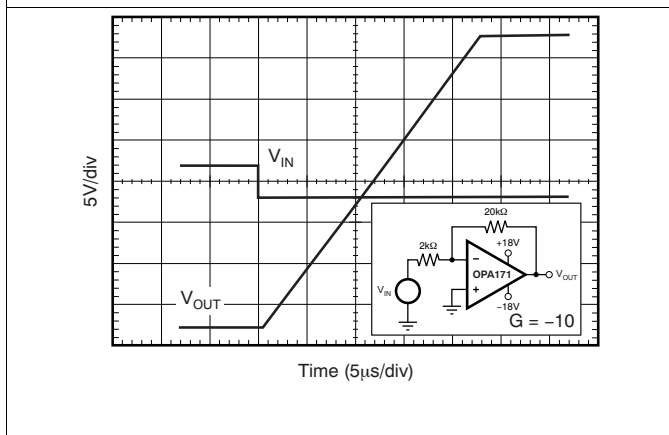 5V/div
V_IN
V_OUT
20kΩ
2kΩ
+18V
−
OPA171
+
V_IN
V_OUT
−18V
G = −10
Time (5μs/div)